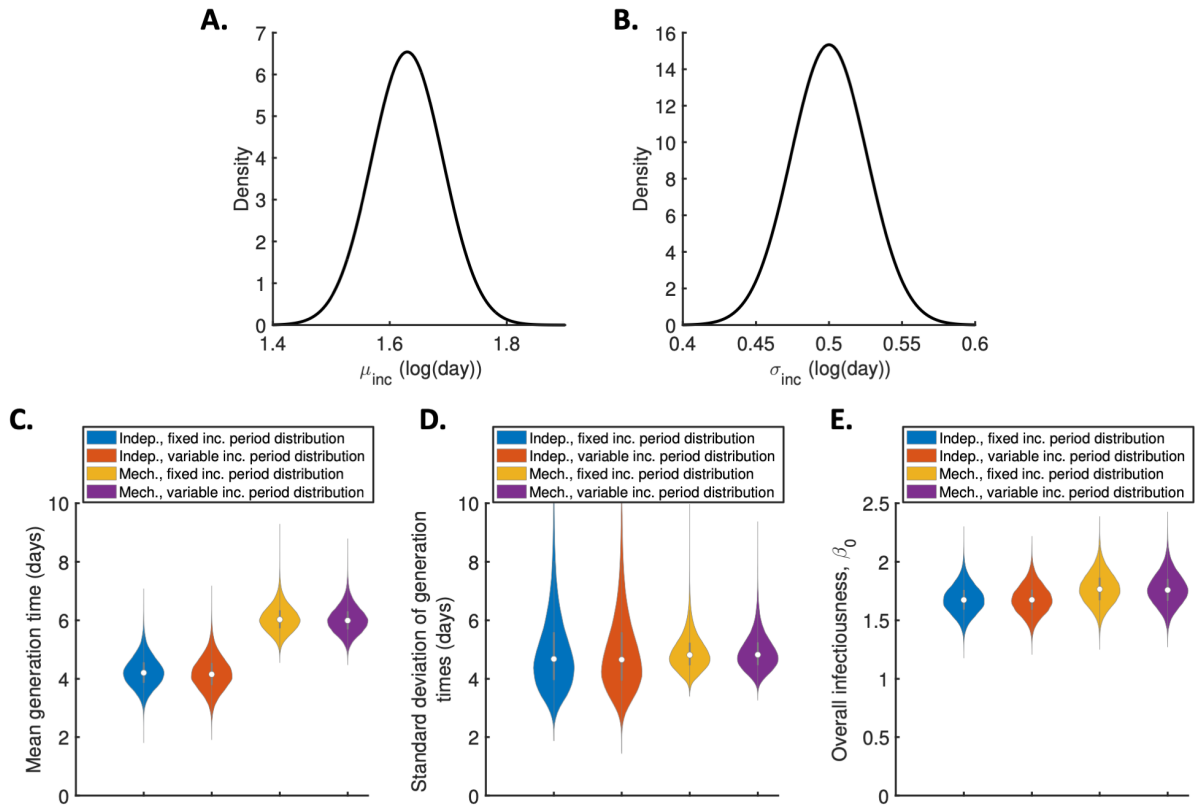 A.
7
6
5
4
3
2
1
0
Density
1.4
1.6
1.8
μinc (log(day))
B.
16
14
12
10
8
6
4
2
0
Density
0.4
0.45
0.5
0.55
0.6
σinc (log(day))
C.
Indep., fixed inc. period distribution
Indep., variable inc. period distribution
Mech., fixed inc. period distribution
Mech., variable inc. period distribution
10
8
6
4
2
0
Mean generation time (days)
D.
Indep., fixed inc. period distribution
Indep., variable inc. period distribution
Mech., fixed inc. period distribution
Mech., variable inc. period distribution
10
8
6
4
2
0
Standard deviation of generation
times (days)
E.
Indep., fixed inc. period distribution
Indep., variable inc. period distribution
Mech., fixed inc. period distribution
Mech., variable inc. period distribution
2.5
2
1.5
1
0.5
0
Overall infectiousness, β0